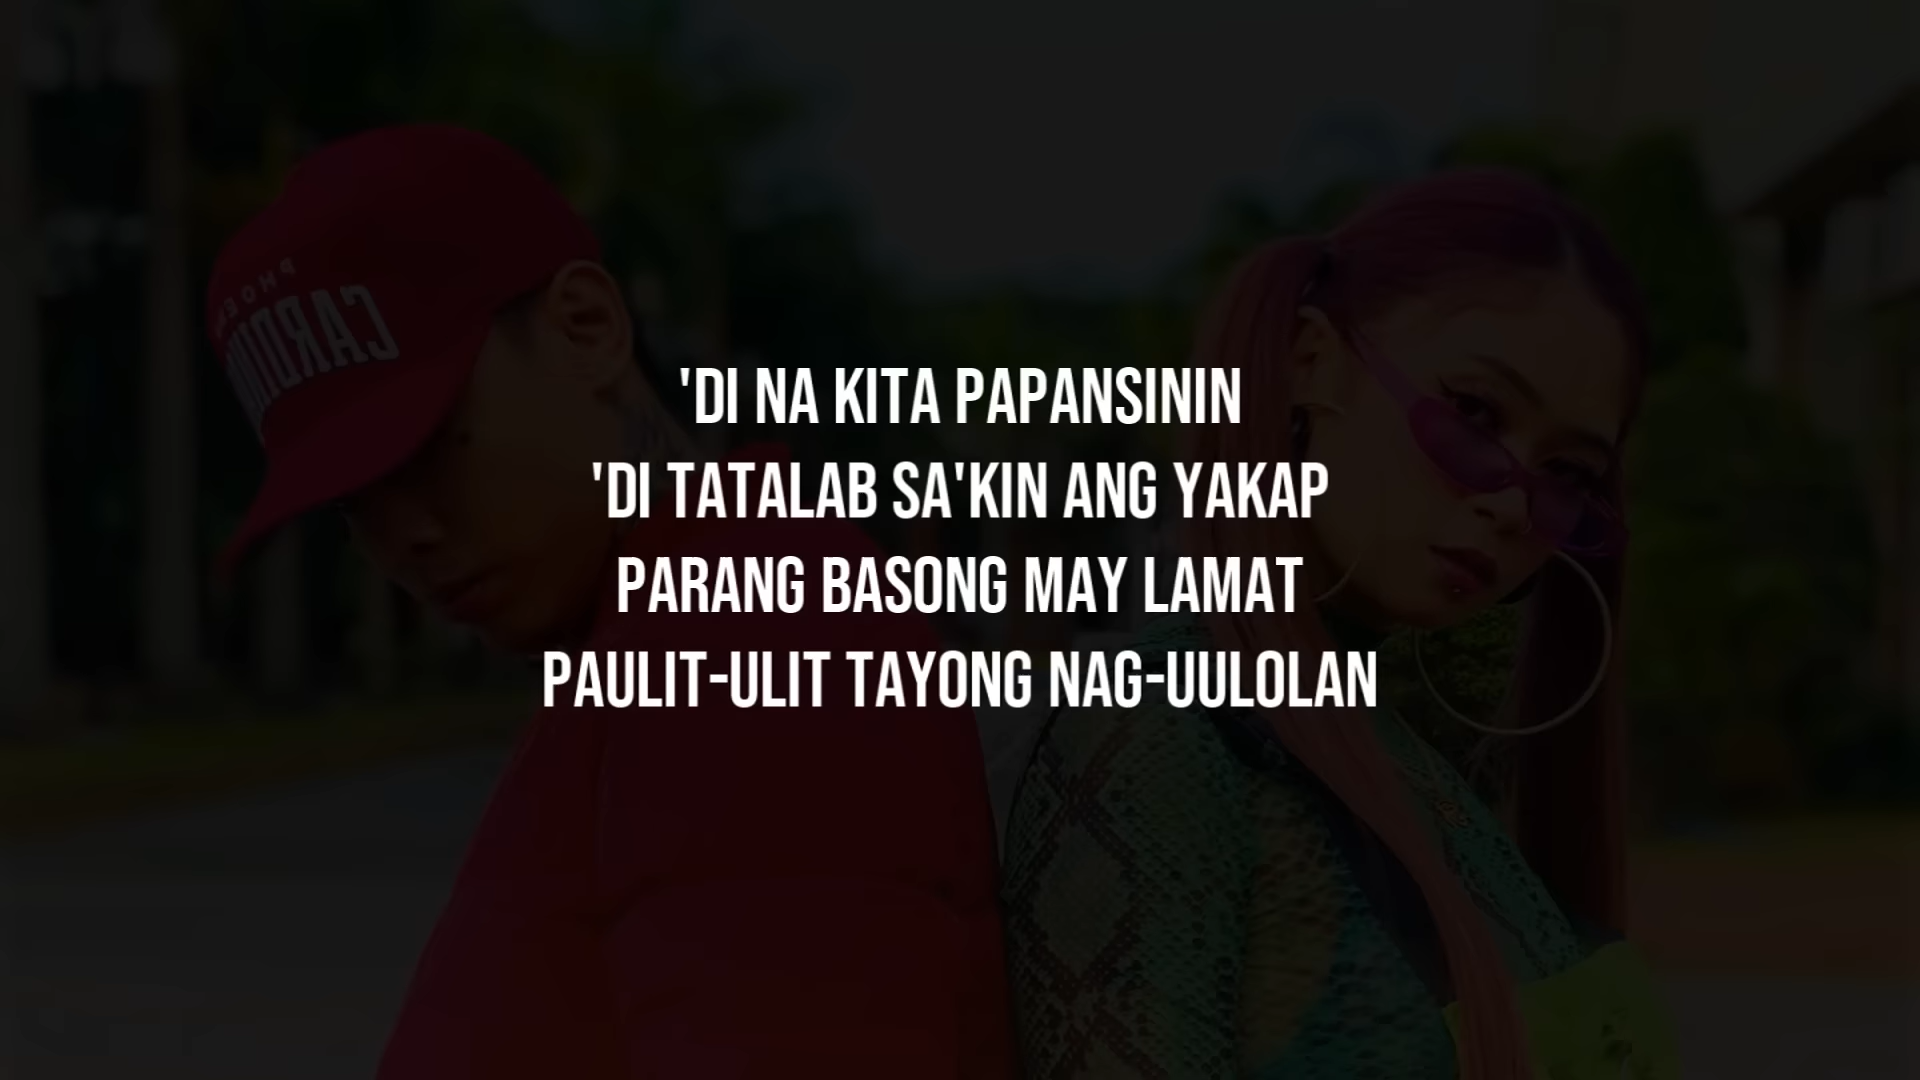 'DI NA KITA PAPANSININ
'DI TATALAB SA'KIN ANG YAKAP
PARANG BASONG MAY LAMAT
PAULIT-ULIT TAYONG NAG-UULOLAN